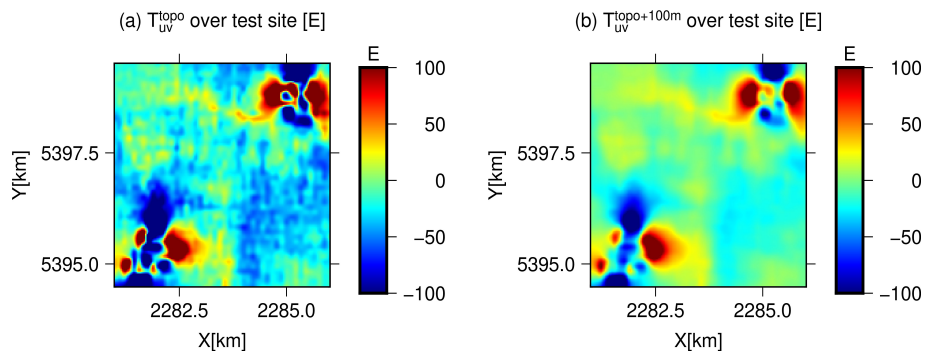 (a) T_uv^topo over test site [E]
(b) T_uv^topo+100m over test site [E]
E
100
50
0
−50
−100
Y[km]
5397.5
5395.0
2282.5 2285.0
X[km]
E
100
50
0
−50
−100
Y[km]
5397.5
5395.0
2282.5 2285.0
X[km]